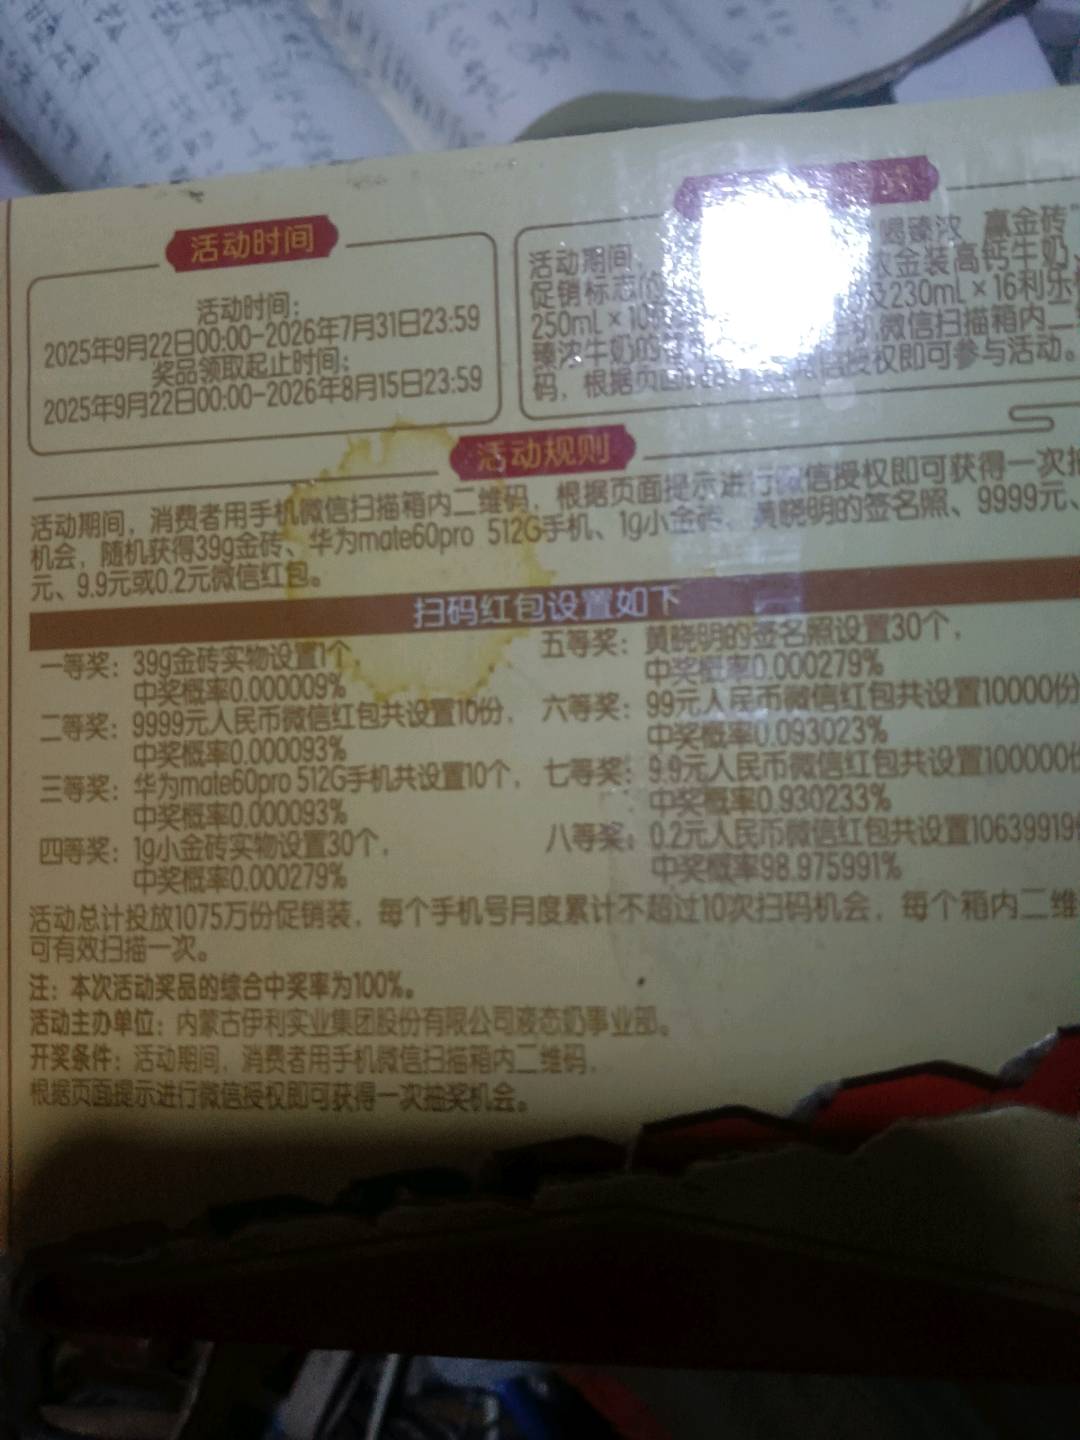 活动时间
活动时间：
2025年9月22日00:00-2026年7月31日23:59
奖品领取起止时间：
2025年9月22日00:00-2026年8月15日23:59
活动期间
喝臻浓 赢金砖"
促销标志
金装高钙牛奶、
250mL×
230mL×16利乐
臻浓牛奶的
微信扫描箱内二
码，根据页面
信授权即可参与活动。
活动规则
活动期间，消费者用手机微信扫描箱内二维码，根据页面提示进行微信授权即可获得一次抽
机会，随机获得39g金砖、华为mate60pro 512G手机、1g小金砖、黄晓明的签名照、9999元、
元、9.9元或0.2元微信红包。
扫码红包设置如下
一等奖：39g金砖实物设置1个，
中奖概率0.000009%
二等奖：9999元人民币微信红包共设置10份，
中奖概率0.000093%
三等奖：华为mate60pro 512G手机共设置10个，
中奖概率0.000093%
四等奖：1g小金砖实物设置30个，
中奖概率0.000279%
五等奖：黄晓明的签名照设置30个，
中奖概率0.000279%
六等奖：99元人民币微信红包共设置10000份
中奖概率0.093023%
七等奖：9.9元人民币微信红包共设置100000份
中奖概率0.930233%
八等奖：0.2元人民币微信红包共设置10639919
中奖概率98.975991%
活动总计投放1075万份促销装，每个手机号月度累计不超过10次扫码机会，每个箱内二维
可有效扫描一次。
注：本次活动奖品的综合中奖率为100%。
活动主办单位：内蒙古伊利实业集团股份有限公司液态奶事业部。
开奖条件：活动期间，消费者用手机微信扫描箱内二维码，
根据页面提示进行微信授权即可获得一次抽奖机会。